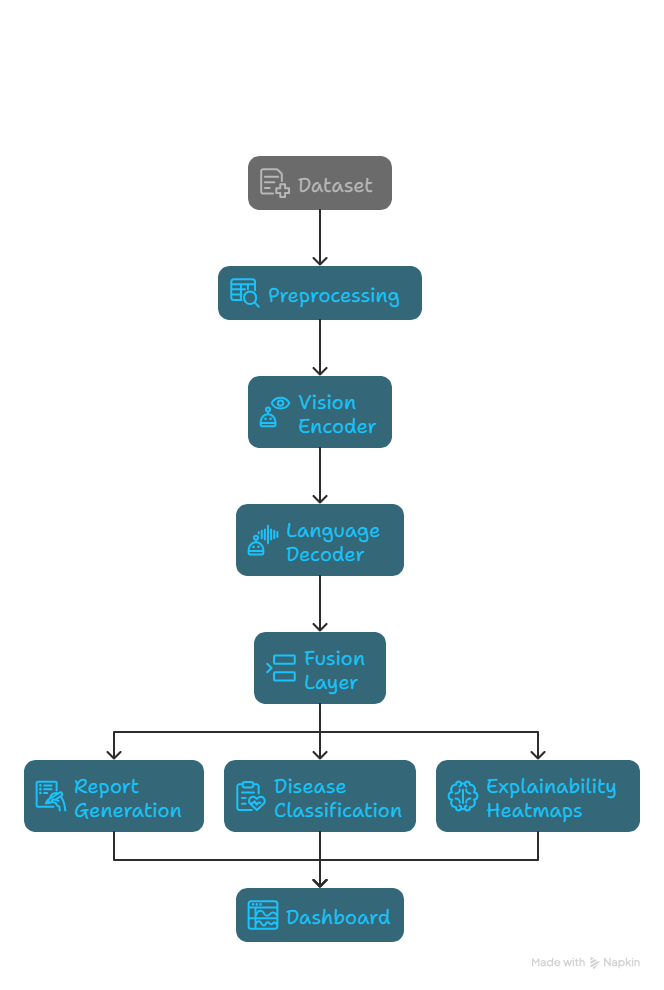 Dataset
Preprocessing
Vision
Encoder
Language
Decoder
Fusion
Layer
Report
Generation
Disease
Classification
Explainability
Heatmaps
Dashboard
Made with Napkin